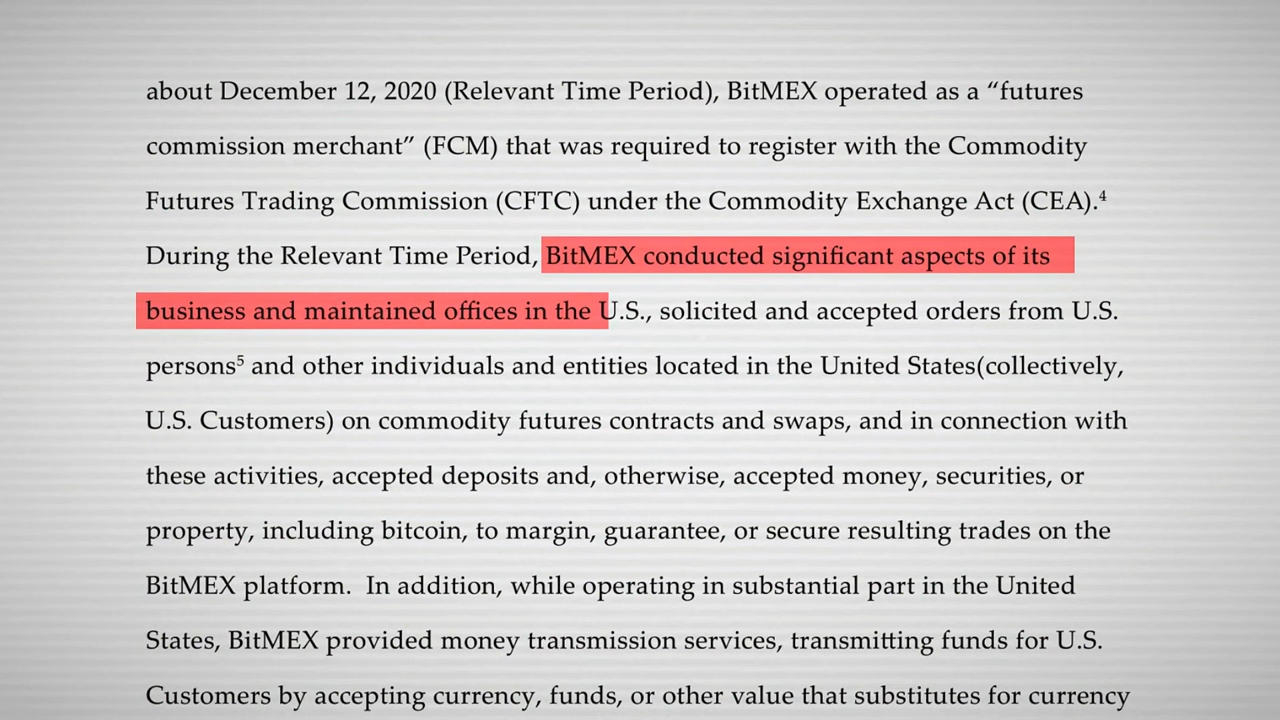 about December 12, 2020 (Relevant Time Period), BitMEX operated as a “futures
commission merchant” (FCM) that was required to register with the Commodity
Futures Trading Commission (CFTC) under the Commodity Exchange Act (CEA).⁴
During the Relevant Time Period, BitMEX conducted significant aspects of its
business and maintained offices in the U.S., solicited and accepted orders from U.S.
persons⁵ and other individuals and entities located in the United States(collectively,
U.S. Customers) on commodity futures contracts and swaps, and in connection with
these activities, accepted deposits and, otherwise, accepted money, securities, or
property, including bitcoin, to margin, guarantee, or secure resulting trades on the
BitMEX platform.  In addition, while operating in substantial part in the United
States, BitMEX provided money transmission services, transmitting funds for U.S.
Customers by accepting currency, funds, or other value that substitutes for currency